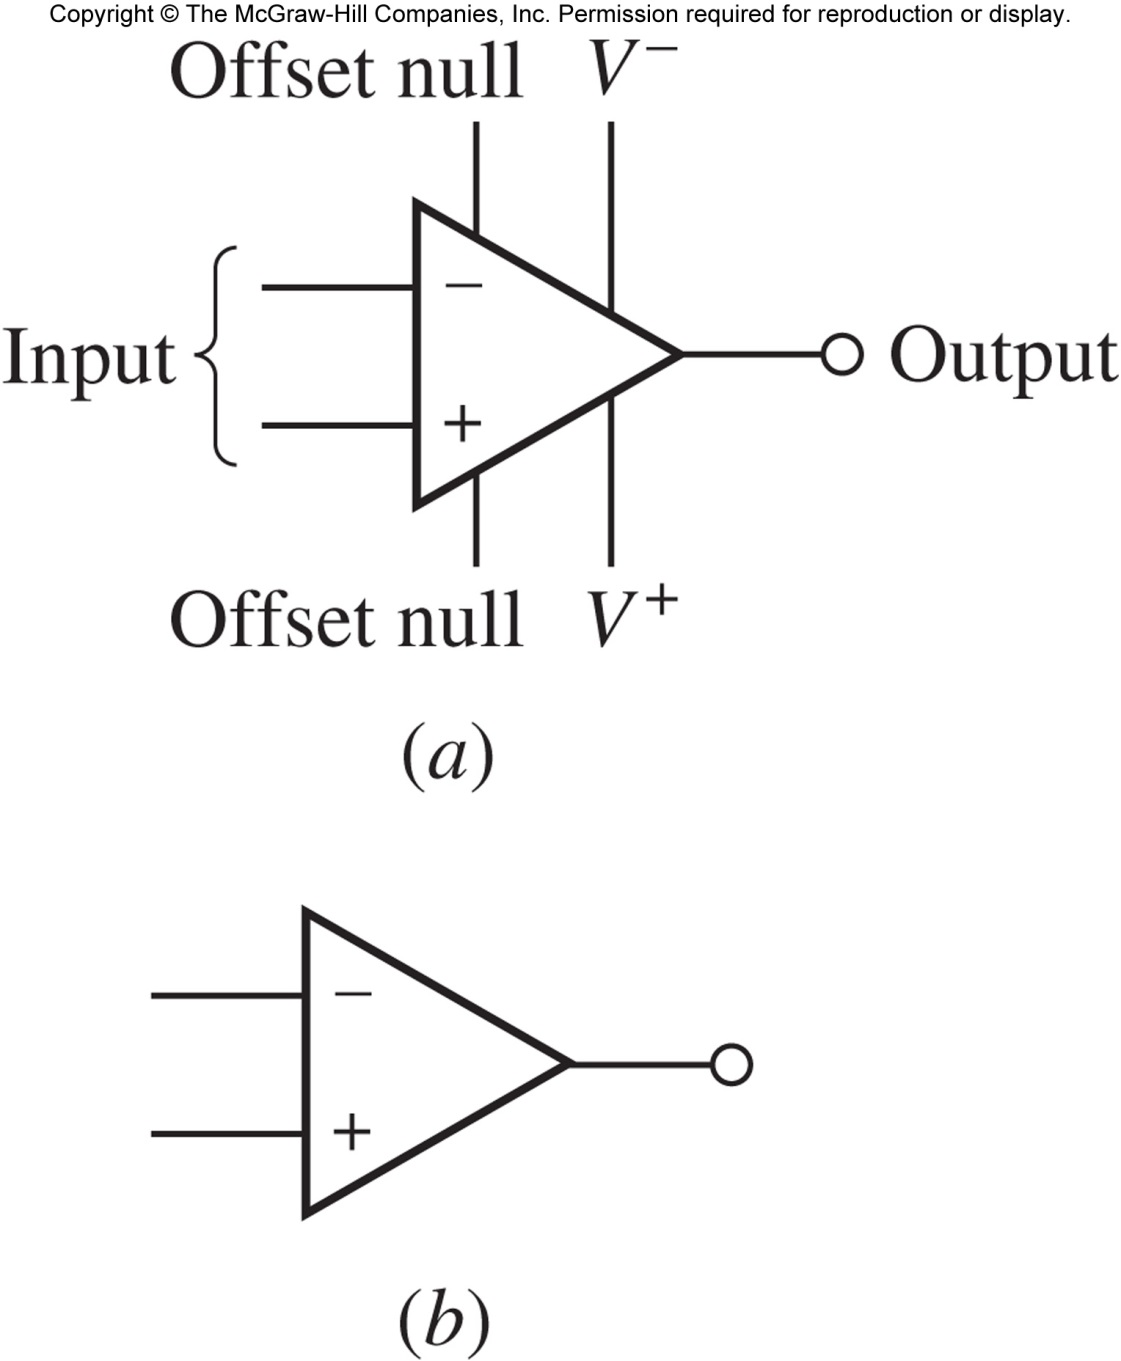 Copyright © The McGraw-Hill Companies, Inc. Permission required for reproduction or display.
Offset null V⁻
−
Input Output
+
Offset null V⁺
(a)
−
+
(b)